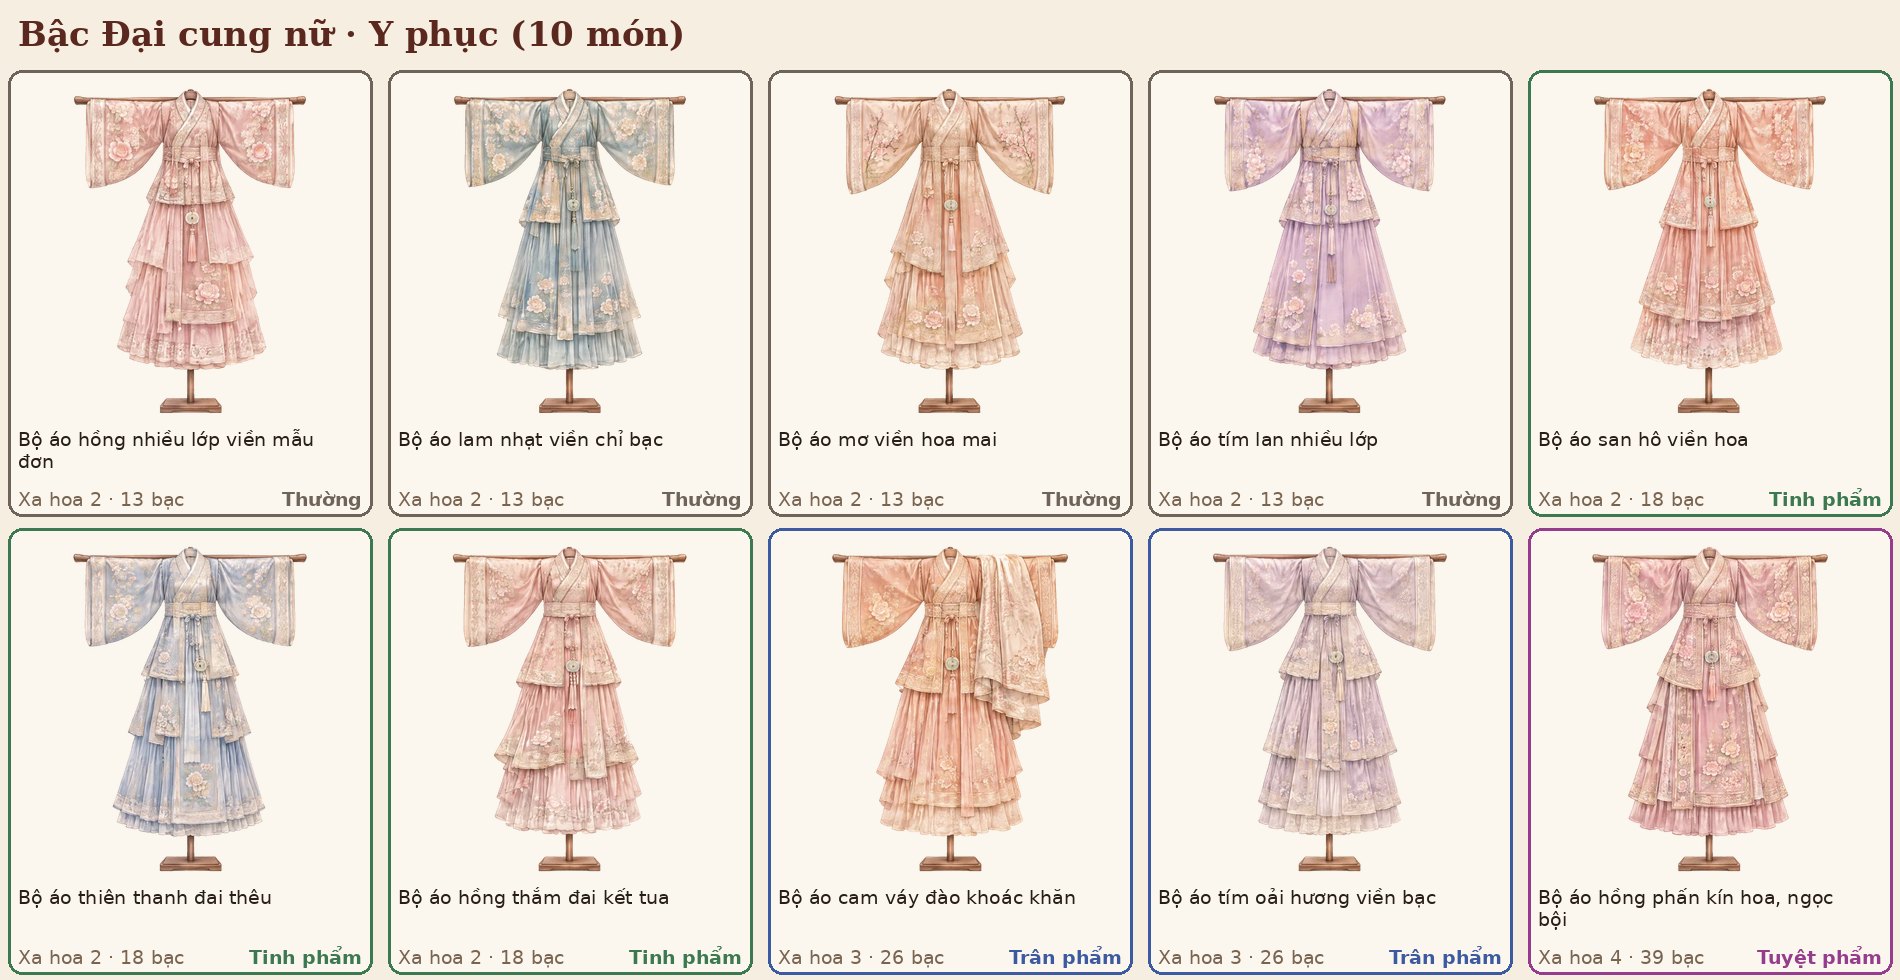 Bậc Đại cung nữ · Y phục (10 món)
Bộ áo hồng nhiều lớp viền mẫu
đơn
Xa hoa 2 · 13 bạc Thường
Bộ áo lam nhạt viền chỉ bạc
Xa hoa 2 · 13 bạc Thường
Bộ áo mơ viền hoa mai
Xa hoa 2 · 13 bạc Thường
Bộ áo tím lan nhiều lớp
Xa hoa 2 · 13 bạc Thường
Bộ áo san hô viền hoa
Xa hoa 2 · 18 bạc Tinh phẩm
Bộ áo thiên thanh đai thêu
Xa hoa 2 · 18 bạc Tinh phẩm
Bộ áo hồng thắm đai kết tua
Xa hoa 2 · 18 bạc Tinh phẩm
Bộ áo cam váy đào khoác khăn
Xa hoa 3 · 26 bạc Trân phẩm
Bộ áo tím oải hương viền bạc
Xa hoa 3 · 26 bạc Trân phẩm
Bộ áo hồng phấn kín hoa, ngọc
bội
Xa hoa 4 · 39 bạc Tuyệt phẩm